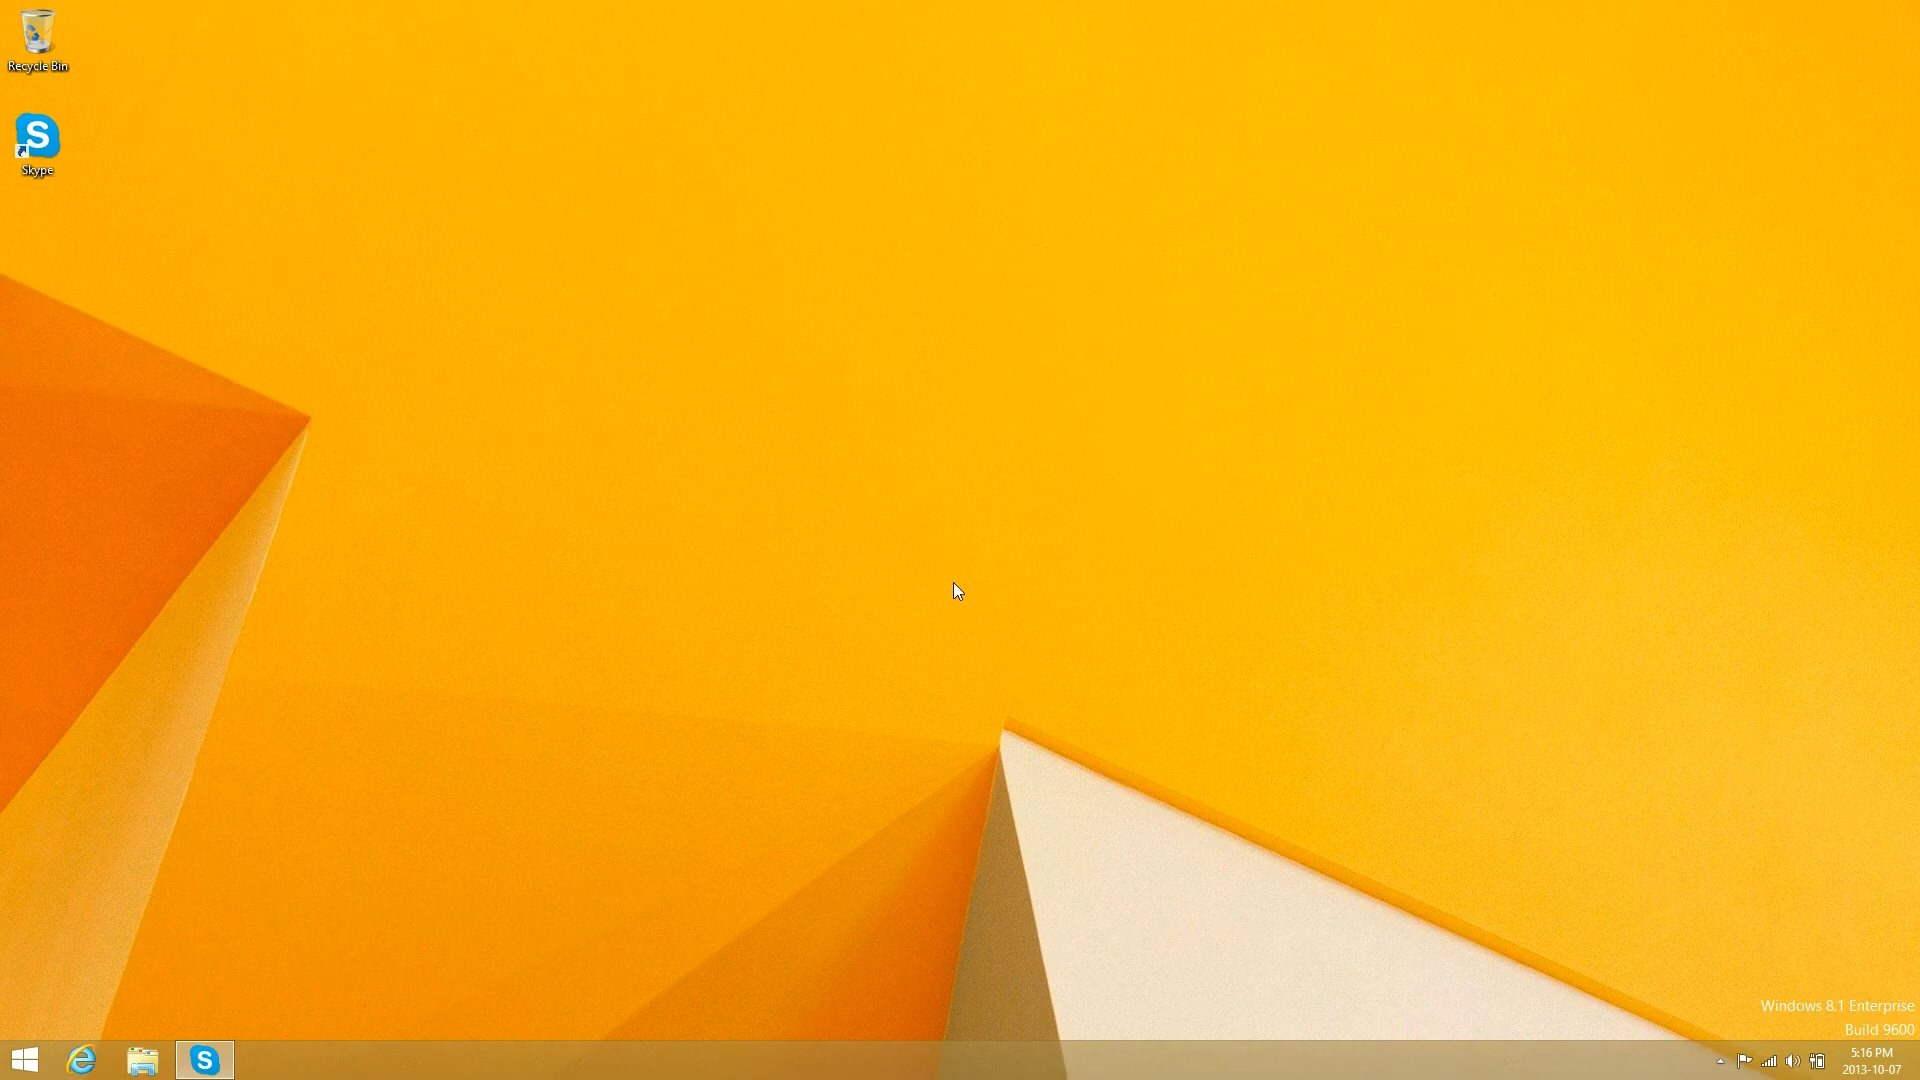 Recycle Bin
Skype
Windows 8.1 Enterprise
Build 9600
5:16 PM
2013-10-07